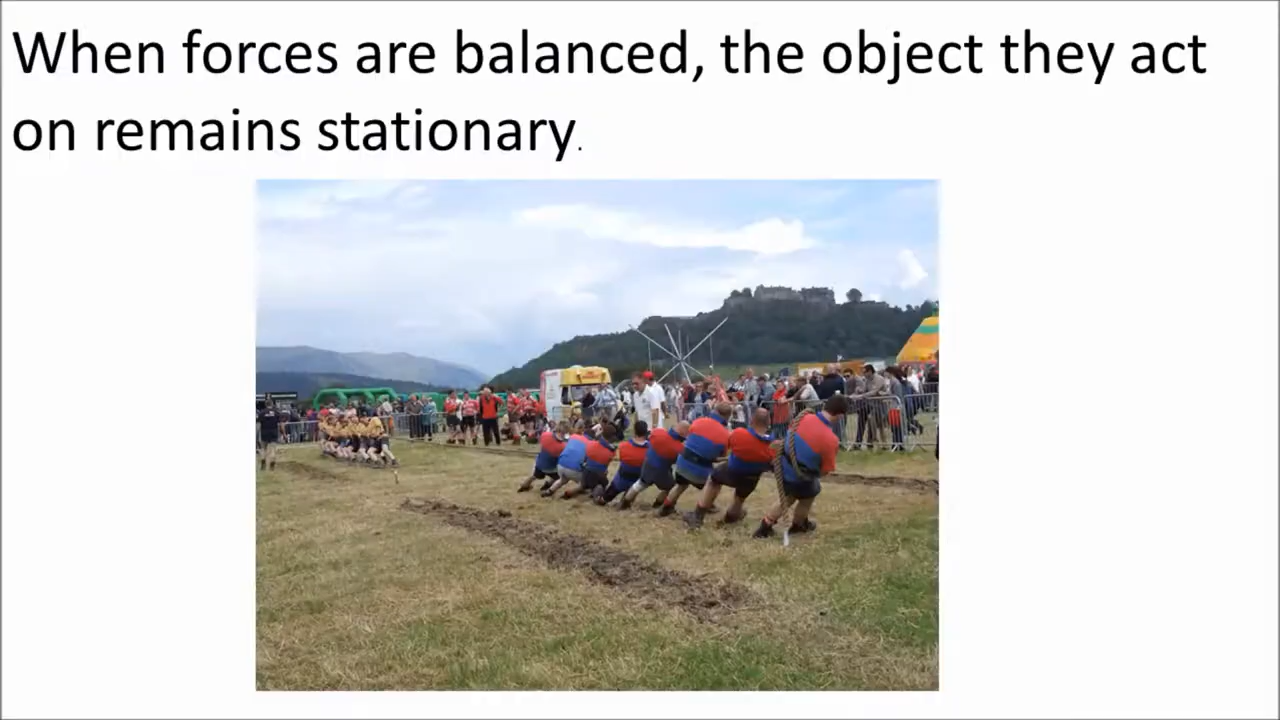 When forces are balanced, the object they act
on remains stationary.